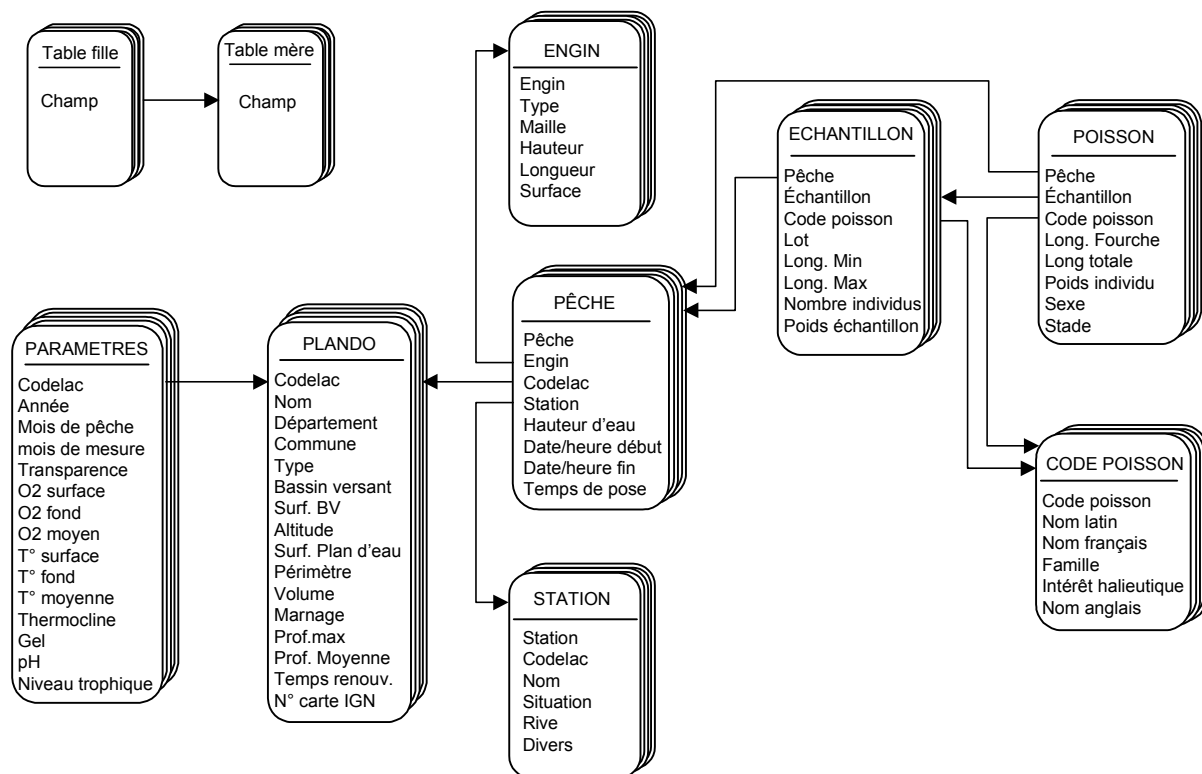 Table fille
Champ
Table mère
Champ
ENGIN
Engin
Type
Maille
Hauteur
Longueur
Surface
ECHANTILLON
Pêche
Échantillon
Code poisson
Lot
Long. Min
Long. Max
Nombre individus
Poids échantillon
POISSON
Pêche
Échantillon
Code poisson
Long. Fourche
Long totale
Poids individu
Sexe
Stade
PARAMETRES
Codelac
Année
Mois de pêche
mois de mesure
Transparence
O2 surface
O2 fond
O2 moyen
T° surface
T° fond
T° moyenne
Thermocline
Gel
pH
Niveau trophique
PLANDO
Codelac
Nom
Département
Commune
Type
Bassin versant
Surf. BV
Altitude
Surf. Plan d'eau
Périmètre
Volume
Marnage
Prof.max
Prof. Moyenne
Temps renouv.
N° carte IGN
PÊCHE
Pêche
Engin
Codelac
Station
Hauteur d'eau
Date/heure début
Date/heure fin
Temps de pose
CODE POISSON
Code poisson
Nom latin
Nom français
Famille
Intérêt halieutique
Nom anglais
STATION
Station
Codelac
Nom
Situation
Rive
Divers